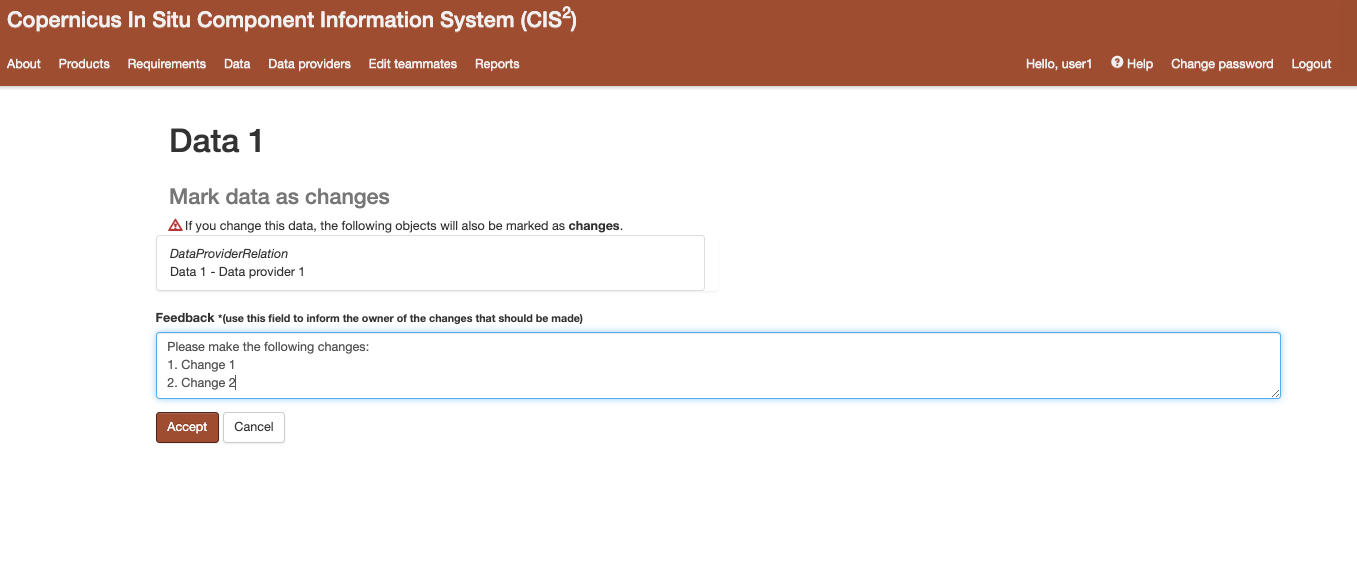 Copernicus In Situ Component Information System (CIS²)
About Products Requirements Data Data providers Edit teammates Reports Hello, user1 Help Change password Logout
Data 1
Mark data as changes
If you change this data, the following objects will also be marked as changes.
DataProviderRelation
Data 1 - Data provider 1
Feedback *(use this field to inform the owner of the changes that should be made)
Please make the following changes:
1. Change 1
2. Change 2
Accept Cancel